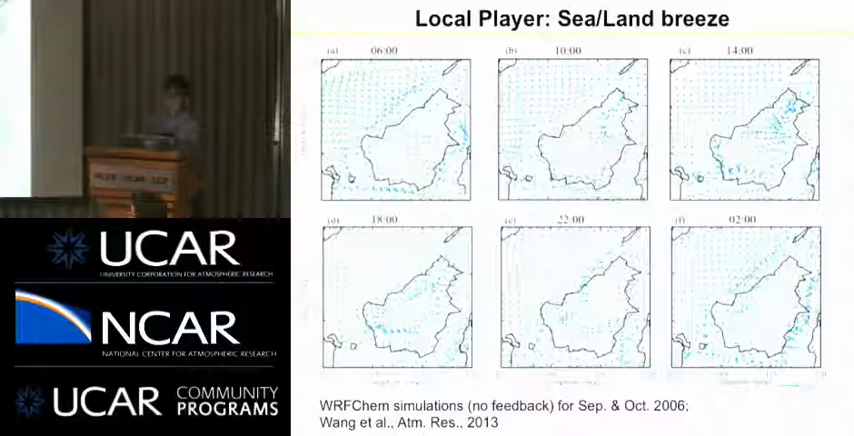 Local Player: Sea/Land breeze
(a) 06:00
(b) 10:00
(c) 14:00
(d) 18:00
(e) 22:00
(f) 02:00
WRFChem simulations (no feedback) for Sep. & Oct. 2006;
Wang et al., Atm. Res., 2013
UCAR
UNIVERSITY CORPORATION FOR ATMOSPHERIC RESEARCH
NCAR
NATIONAL CENTER FOR ATMOSPHERIC RESEARCH
UCAR COMMUNITY
PROGRAMS